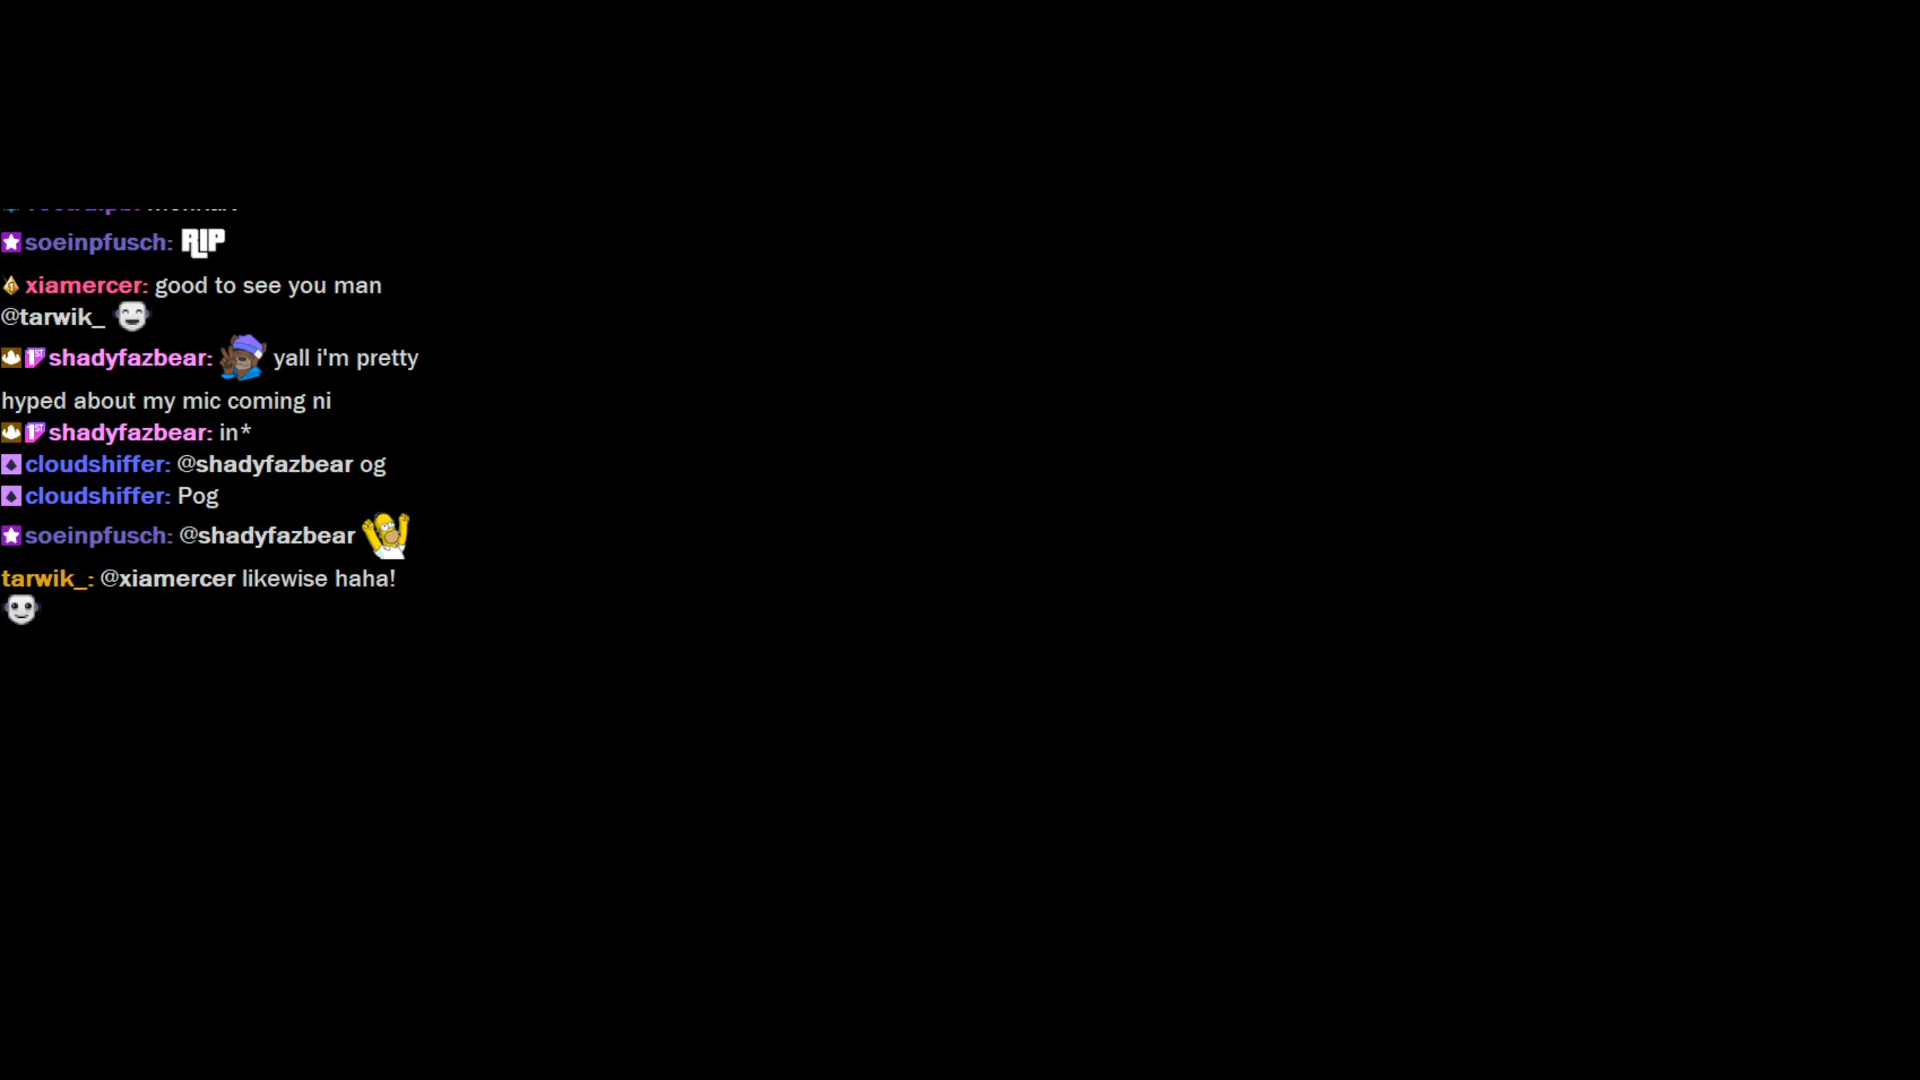 soeinpfusch: RIP
xiamercer: good to see you man
@tarwik_
shadyfazbear: yall i'm pretty
hyped about my mic coming ni
shadyfazbear: in*
cloudshiffer: @shadyfazbear og
cloudshiffer: Pog
soeinpfusch: @shadyfazbear
tarwik_: @xiamercer likewise haha!